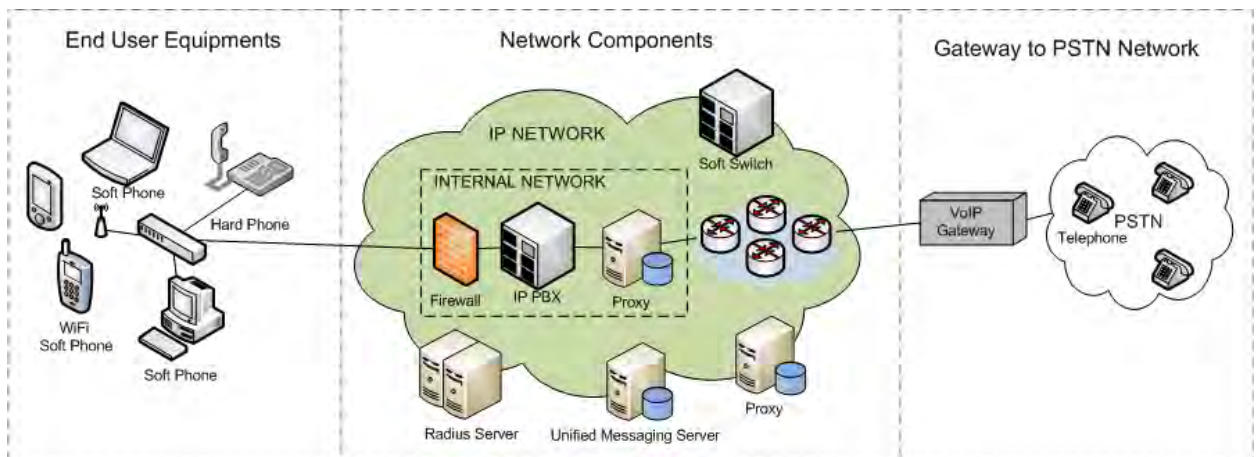 End User Equipments
Network Components
Gateway to PSTN Network
IP NETWORK
Soft Switch
INTERNAL NETWORK
Soft Phone
Hard Phone
VoIP
Gateway
PSTN
Telephone
Firewall
IP PBX
Proxy
WiFi
Soft Phone
Soft Phone
Radius Server
Unified Messaging Server
Proxy